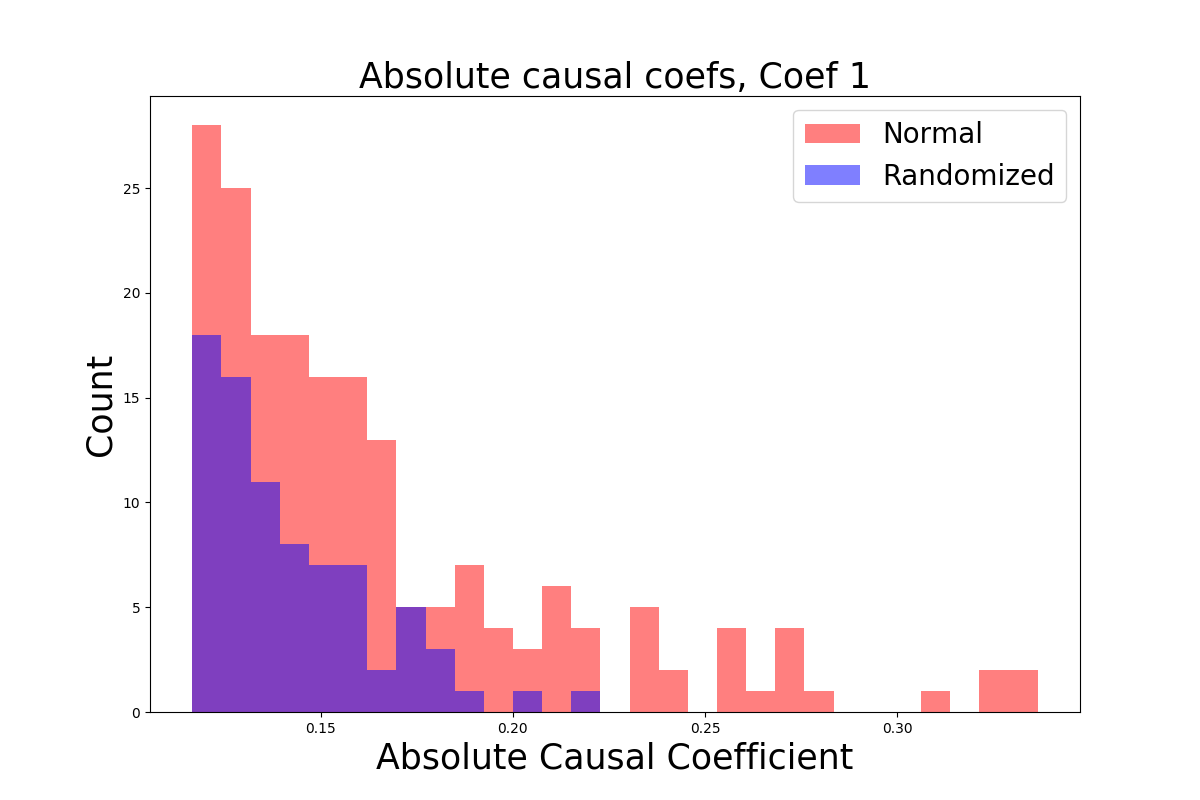 Absolute causal coefs, Coef 1
Normal
Randomized
25
20
15
10
5
0
Count
0.15 0.20 0.25 0.30
Absolute Causal Coefficient